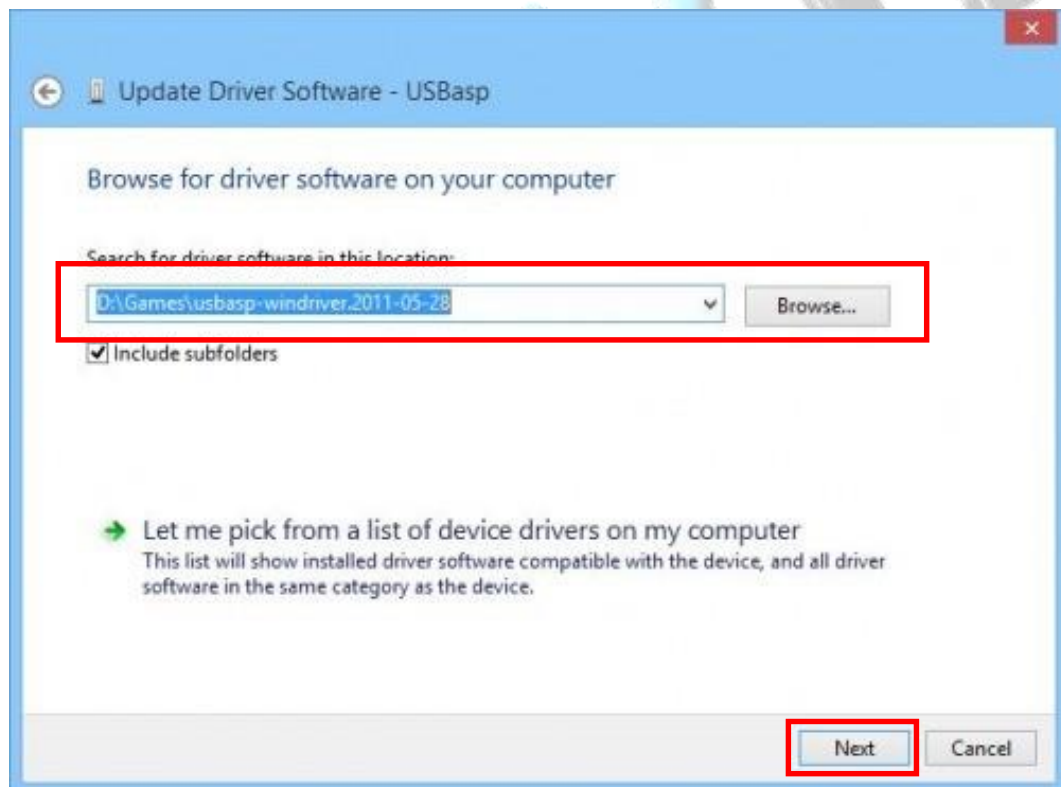 Update Driver Software - USBasp
Browse for driver software on your computer
Search for driver software in this location:
D:\Games\usbasp-windriver.2011-05-28
Browse...
Include subfolders
Let me pick from a list of device drivers on my computer
This list will show installed driver software compatible with the device, and all driver
software in the same category as the device.
Next
Cancel